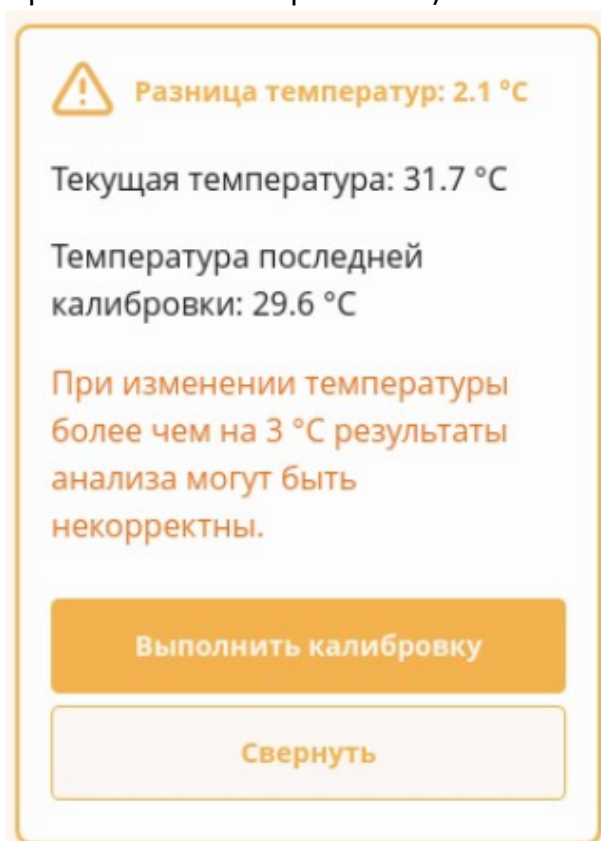 Разница температур: 2.1 °C
Текущая температура: 31.7 °C
Температура последней
калибровки: 29.6 °C
При изменении температуры
более чем на 3 °C результаты
анализа могут быть
некорректны.
Выполнить калибровку
Свернуть